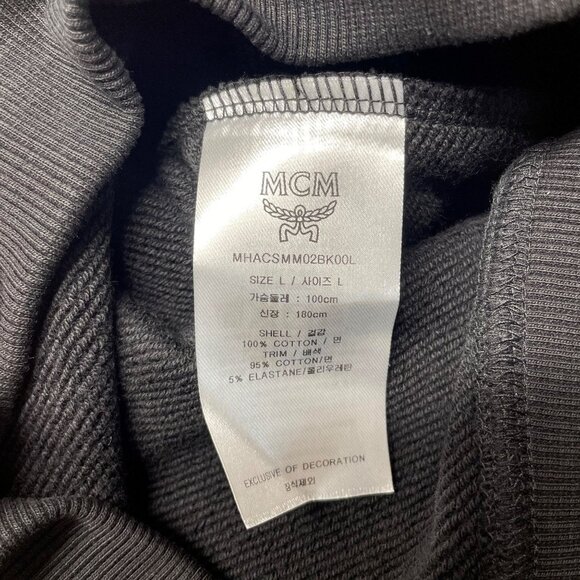 MCM
MHACSMM02BK00L
SIZE L / 사이즈 L
가슴둘레 : 100cm
신장 : 180cm
SHELL / 겉감
100% COTTON / 면
TRIM / 배색
95% COTTON/면
5% ELASTANE/폴리우레탄
EXCLUSIVE OF DECORATION
장식제외